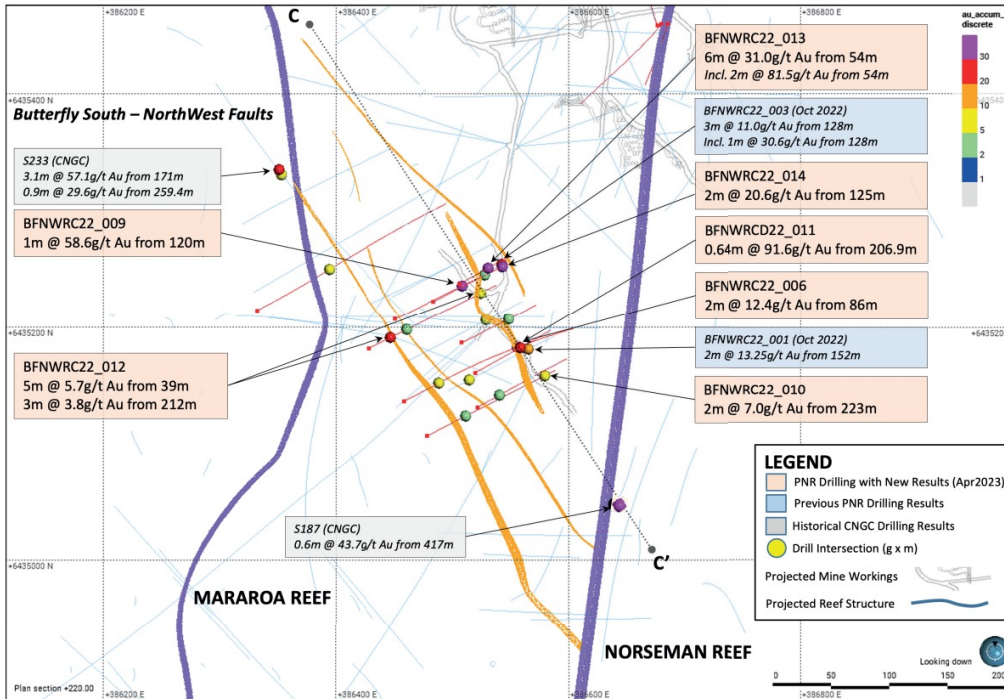 +386200 E
+386400 E
+386600 E
+386800 E
au_accum_
discrete
30
20
10
5
2
1
C
BFNWRC22_013
6m @ 31.0g/t Au from 54m
Incl. 2m @ 81.5g/t Au from 54m
+6435400 N
+643540
Butterfly South – NorthWest Faults
BFNWRC22_003 (Oct 2022)
3m @ 11.0g/t Au from 128m
Incl. 1m @ 30.6g/t Au from 128m
S233 (CNGC)
3.1m @ 57.1g/t Au from 171m
0.9m @ 29.6g/t Au from 259.4m
BFNWRC22_014
2m @ 20.6g/t Au from 125m
BFNWRC22_009
1m @ 58.6g/t Au from 120m
BFNWRCD22_011
0.64m @ 91.6g/t Au from 206.9m
BFNWRC22_006
2m @ 12.4g/t Au from 86m
+6435200 N
+643520
BFNWRC22_001 (Oct 2022)
2m @ 13.25g/t Au from 152m
BFNWRC22_012
5m @ 5.7g/t Au from 39m
3m @ 3.8g/t Au from 212m
BFNWRC22_010
2m @ 7.0g/t Au from 223m
LEGEND
PNR Drilling with New Results (Apr2023)
Previous PNR Drilling Results
Historical CNGC Drilling Results
Drill Intersection (g x m)
Projected Mine Workings
Projected Reef Structure
S187 (CNGC)
0.6m @ 43.7g/t Au from 417m
C'
+6435000 N
MARAROA REEF
NORSEMAN REEF
Looking down
Plan section +220.00
+386200 E
+386400 E
+386600 E
0
50
100
150
200